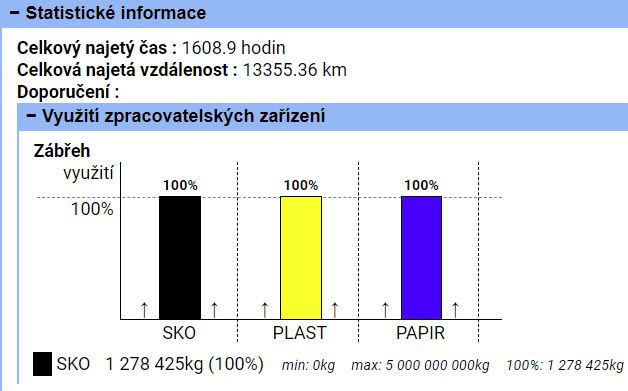 − Statistické informace
Celkový najetý čas : 1608.9 hodin
Celková najetá vzdálenost : 13355.36 km
Doporučení :
− Využití zpracovatelských zařízení
Zábřeh
využití
100% 100% 100%
100%
↑ ↑ ↑ ↑ ↑ ↑
SKO PLAST PAPIR
SKO 1 278 425kg (100%) min: 0kg max: 5 000 000 000kg 100%: 1 278 425kg